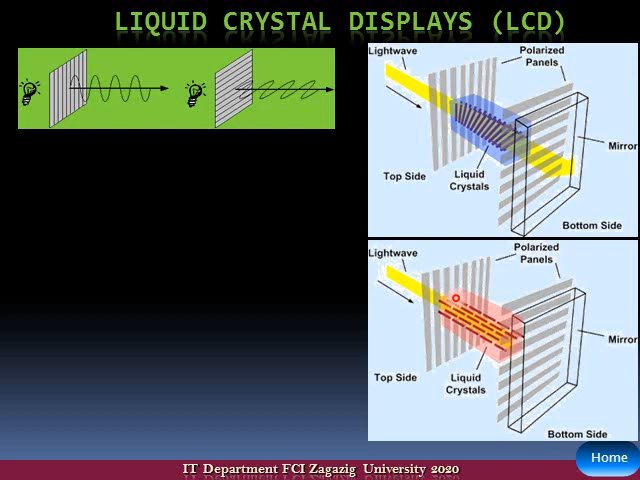 LIQUID CRYSTAL DISPLAYS (LCD)
Lightwave
Polarized
Panels
Mirror
Top Side
Liquid
Crystals
Bottom Side
Lightwave
Polarized
Panels
Mirror
Top Side
Liquid
Crystals
Bottom Side
Home
IT Department FCI Zagazig University 2020